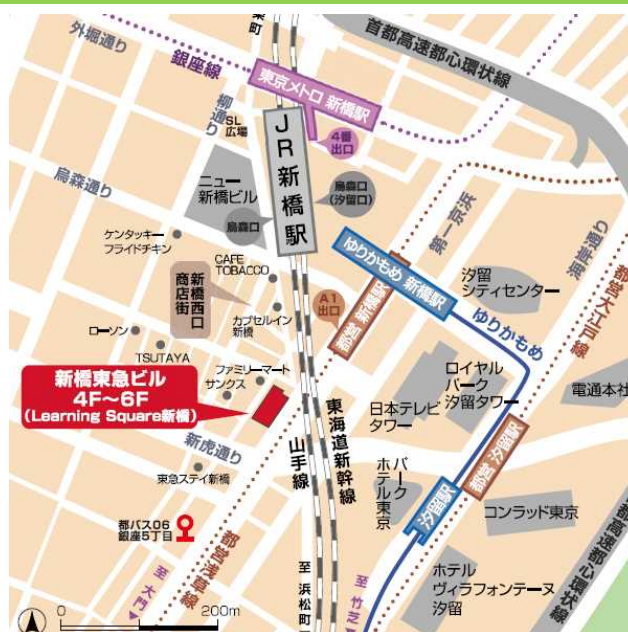 外堀通り
銀座線
首都高速都心環状線
東京メトロ 新橋駅
柳通り
SL
広場
4番
出口
JR新橋駅
烏森通り
ニュー
新橋ビル
烏森口
(汐留口)
烏森口
第一京浜
海岸通り
都営大江戸線
ケンタッキー
フライドチキン
CAFE
TOBACCO
新橋西口
商店街
カプセルイン
新橋
A1
出口
都営 新橋駅
ゆりかもめ 新橋駅
汐留
シティセンター
ゆりかもめ
ローソン
TSUTAYA
ファミリーマート
サンクス
新橋東急ビル
4F〜6F
(Learning Square新橋)
ロイヤル
パーク
汐留タワー
日本テレビ
タワー
電通本社
新虎通り
東急ステイ新橋
山手線
東海道新幹線
パーク
ホテル東京
都営 汐留駅
汐留駅
コンラッド東京
都バス06
銀座5丁目
都営浅草線
至 大門
至 浜松町
至 竹芝
ホテル
ヴィラフォンテーヌ
汐留
首都高速都心環状線
0 200m